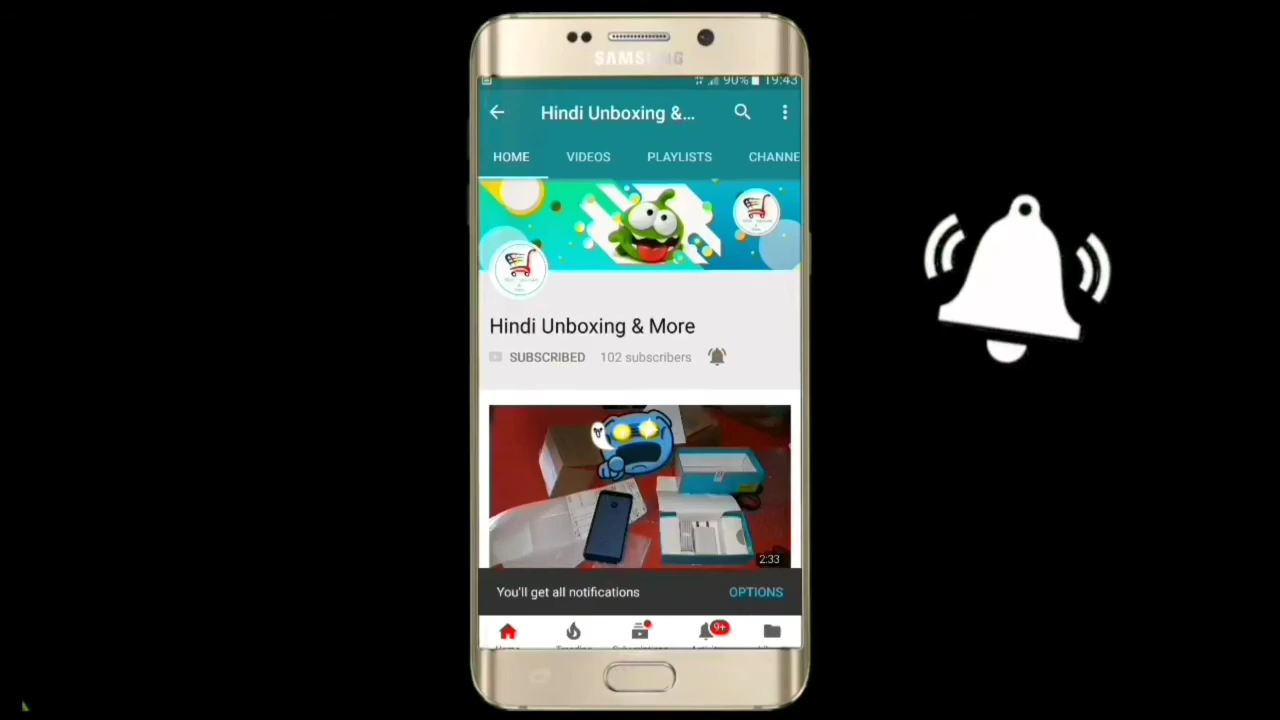 SAMSUNG
90% 19:43
Hindi Unboxing &...
HOME VIDEOS PLAYLISTS CHANNE
Hindi Unboxing & More
SUBSCRIBED 102 subscribers
2:33
You'll get all notifications OPTIONS
9+